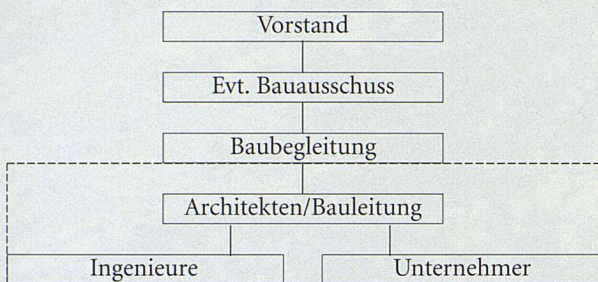 Vorstand
Evt. Bauausschuss
Baubegleitung
Architekten/Bauleitung
Ingenieure
Unternehmer